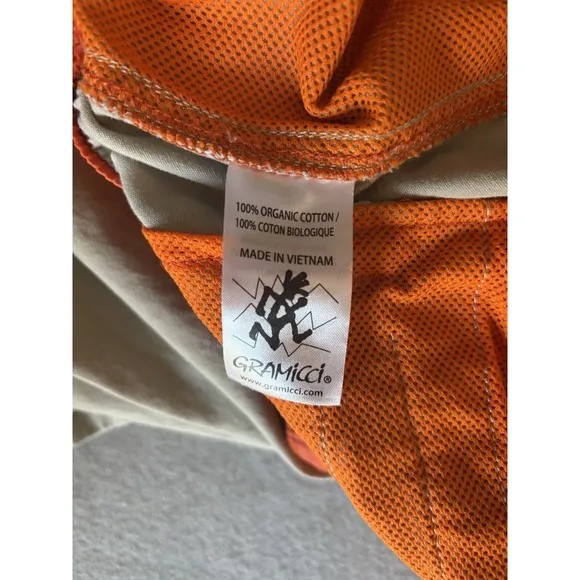 100% ORGANIC COTTON /
100% COTON BIOLOGIQUE
MADE IN VIETNAM
GRAMiCCi®
www.gramicci.com